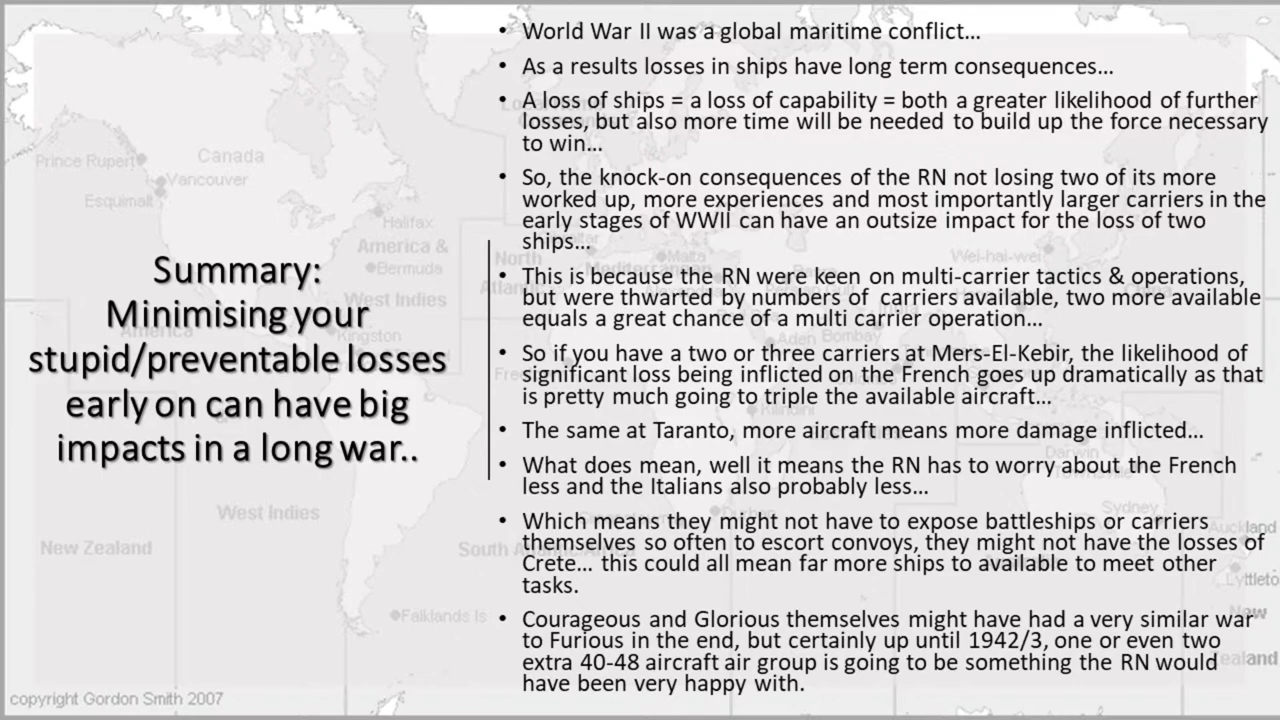 Summary:
Minimising your
stupid/preventable losses
early on can have big
impacts in a long war..
• World War II was a global maritime conflict...
• As a results losses in ships have long term consequences...
• A loss of ships = a loss of capability = both a greater likelihood of further
losses, but also more time will be needed to build up the force necessary
to win...
• So, the knock-on consequences of the RN not losing two of its more
worked up, more experiences and most importantly larger carriers in the
early stages of WWII can have an outsize impact for the loss of two
ships...
• This is because the RN were keen on multi-carrier tactics & operations,
but were thwarted by numbers of carriers available, two more available
equals a great chance of a multi carrier operation...
• So if you have a two or three carriers at Mers-El-Kebir, the likelihood of
significant loss being inflicted on the French goes up dramatically as that
is pretty much going to triple the available aircraft...
• The same at Taranto, more aircraft means more damage inflicted...
• What does mean, well it means the RN has to worry about the French
less and the Italians also probably less...
• Which means they might not have to expose battleships or carriers
themselves so often to escort convoys, they might not have the losses of
Crete... this could all mean far more ships to available to meet other
tasks.
• Courageous and Glorious themselves might have had a very similar war
to Furious in the end, but certainly up until 1942/3, one or even two
extra 40-48 aircraft air group is going to be something the RN would
have been very happy with.
Prince Rupert
Canada
Vancouver
Esquimalt
Halifax
America &
Bermuda
West Indies
North
Atlantic
America
Kingston
Malta
Mediterranean
Wei-hai-wei
China
Aden
Bombay
Kilindini
Darwin
Sydney
Auckland
West Indies
New Zealand
South Atlantic
Falklands Is
New
copyright Gordon Smith 2007